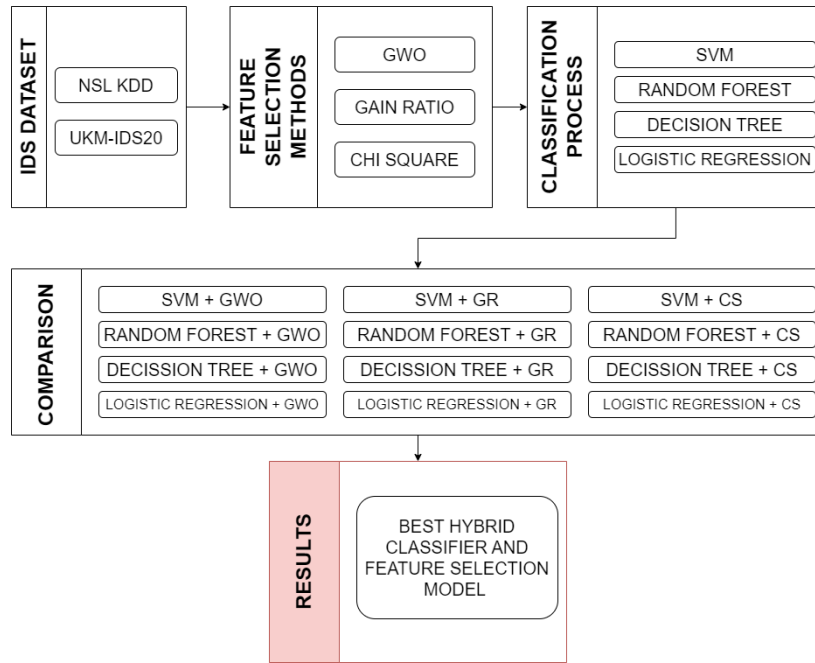 IDS DATASET
NSL KDD
UKM-IDS20
FEATURE
SELECTION
METHODS
GWO
GAIN RATIO
CHI SQUARE
CLASSIFICATION
PROCESS
SVM
RANDOM FOREST
DECISION TREE
LOGISTIC REGRESSION
COMPARISON
SVM + GWO
RANDOM FOREST + GWO
DECISSION TREE + GWO
LOGISTIC REGRESSION + GWO
SVM + GR
RANDOM FOREST + GR
DECISSION TREE + GR
LOGISTIC REGRESSION + GR
SVM + CS
RANDOM FOREST + CS
DECISSION TREE + CS
LOGISTIC REGRESSION + CS
RESULTS
BEST HYBRID
CLASSIFIER AND
FEATURE SELECTION
MODEL